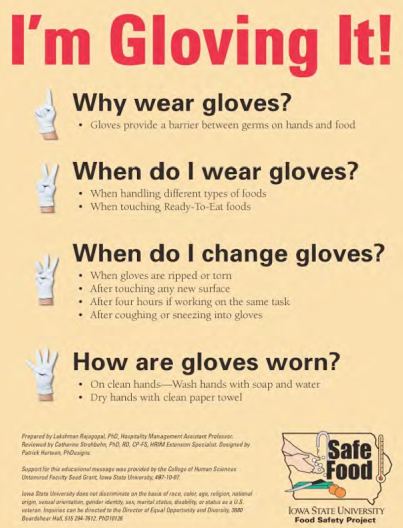 I'm Gloving It!
Why wear gloves?
• Gloves provide a barrier between germs on hands and food
When do I wear gloves?
• When handling different types of foods
• When touching Ready-To-Eat foods
When do I change gloves?
• When gloves are ripped or torn
• After touching any new surface
• After four hours if working on the same task
• After coughing or sneezing into gloves
How are gloves worn?
• On clean hands—Wash hands with soap and water
• Dry hands with clean paper towel
Prepared by Lakshman Rajagopal, PhD, Hospitality Management Assistant Professor.
Reviewed by Catherine Strohbehn, PhD, RD, CP-FS, HRIM Extension Specialist. Designed by
Patrick Herteen, PhDesigns.
Support for this educational message was provided by the College of Human Sciences
Untenured Faculty Seed Grant, Iowa State University, 497-10-07.
Iowa State University does not discriminate on the basis of race, color, age, religion, national
origin, sexual orientation, gender identity, sex, marital status, disability, or status as a U.S.
veteran. Inquiries can be directed to the Director of Equal Opportunity and Diversity, 3680
Beardshear Hall, 515 294-7612.
Safe
Food
IOWA STATE UNIVERSITY
Food Safety Project